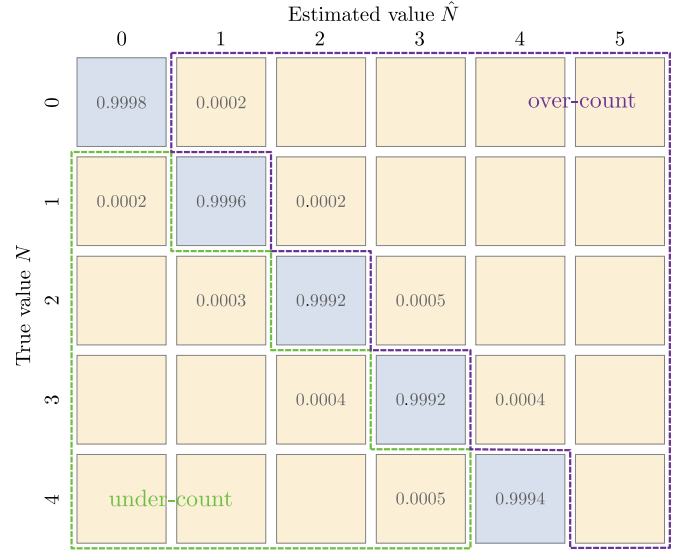 Estimated value N̂
0 1 2 3 4 5
True value N
0 0.9998 0.0002 over-count
1 0.0002 0.9996 0.0002
2 0.0003 0.9992 0.0005
3 0.0004 0.9992 0.0004
4 under-count 0.0005 0.9994